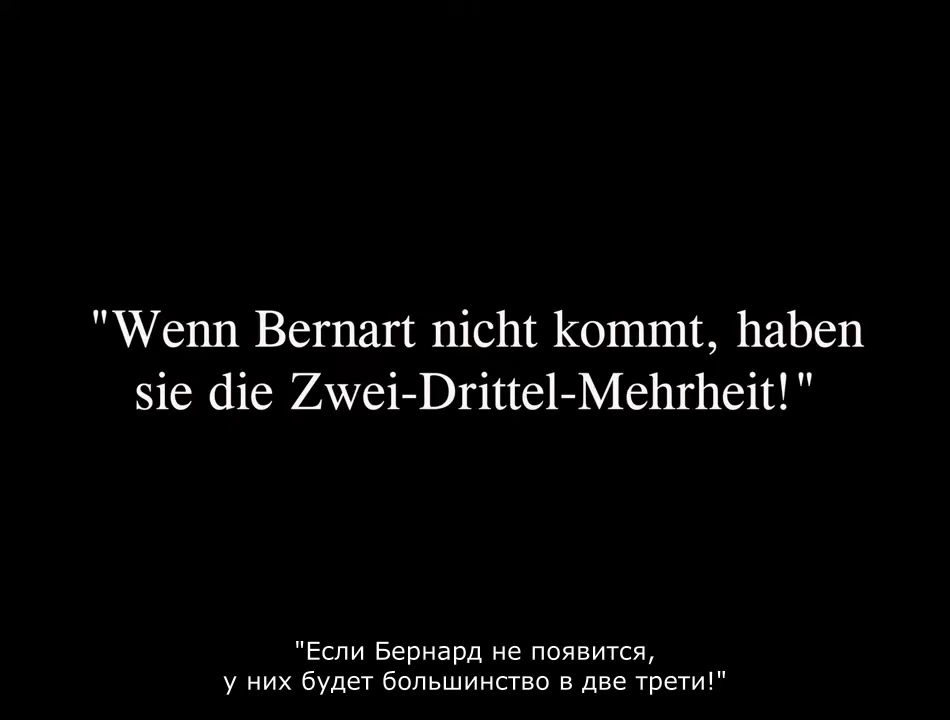 "Wenn Bernart nicht kommt, haben
sie die Zwei-Drittel-Mehrheit!"
"Если Бернард не появится,
у них будет большинство в две трети!"